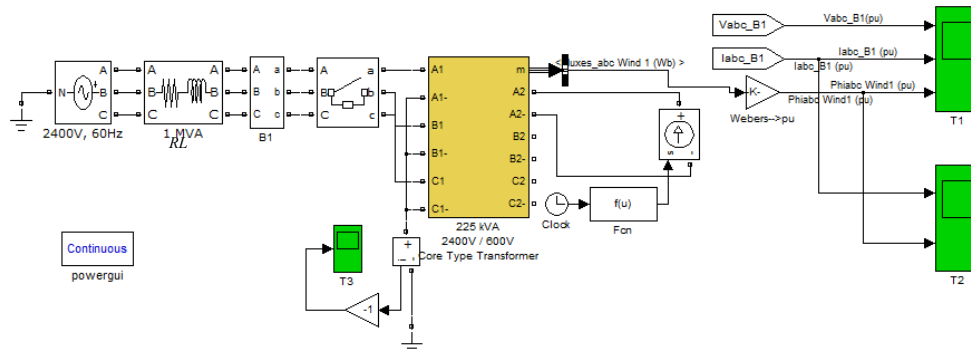 Vabc_B1
Vabc_B1(pu)
Iabc_B1
Iabc_B1 (pu)
Iabc_B1 (pu)
< fluxes_abc Wind 1 (Wb) >
Phiabc Wind1 (pu)
Phiabc Wind1 (pu)
K-
Webers-->pu
T1
N
A
B
C
2400V, 60Hz
A
B
C
A
B
C
1 MVA
RL
A
B
C
a
b
c
B1
A
B
C
a
b
c
A1
A1-
B1
B1-
C1
C1-
m
A2
A2-
B2
B2-
C2
C2-
225 kVA
2400V / 600V
Core Type Transformer
+
s
-
Clock
f(u)
Fcn
+
i
-
-1
T3
T2
Continuous
powergui